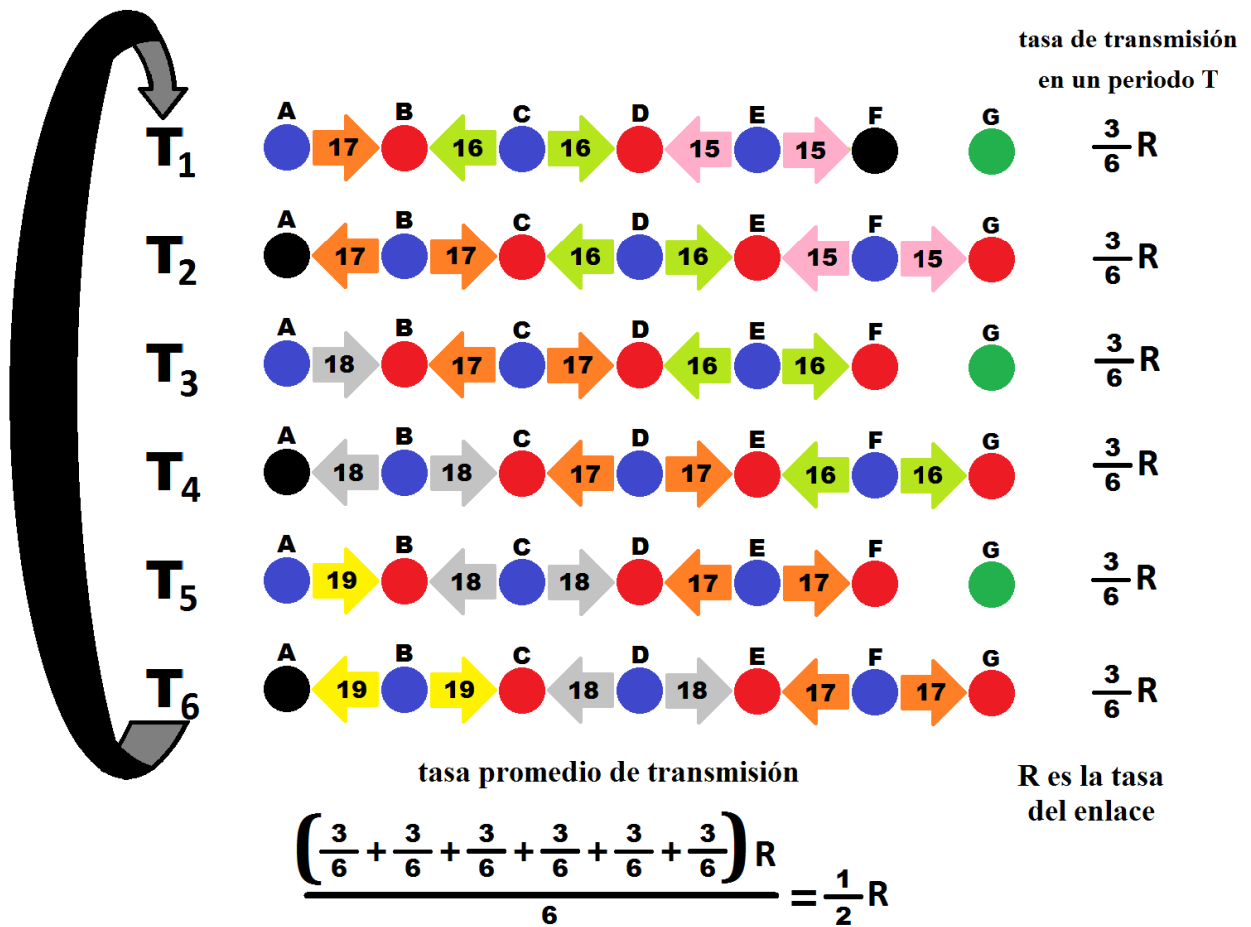 tasa de transmisión
en un periodo T
A B C D E F G
T1 17 16 16 15 15 3/6 R
A B C D E F G
T2 17 17 16 16 15 15 3/6 R
A B C D E F G
T3 18 17 17 16 16 3/6 R
A B C D E F G
T4 18 18 17 17 16 16 3/6 R
A B C D E F G
T5 19 18 18 17 17 3/6 R
A B C D E F G
T6 19 19 18 18 17 17 3/6 R
tasa promedio de transmisión
R es la tasa
del enlace
(3/6 + 3/6 + 3/6 + 3/6 + 3/6 + 3/6) R / 6 = 1/2 R